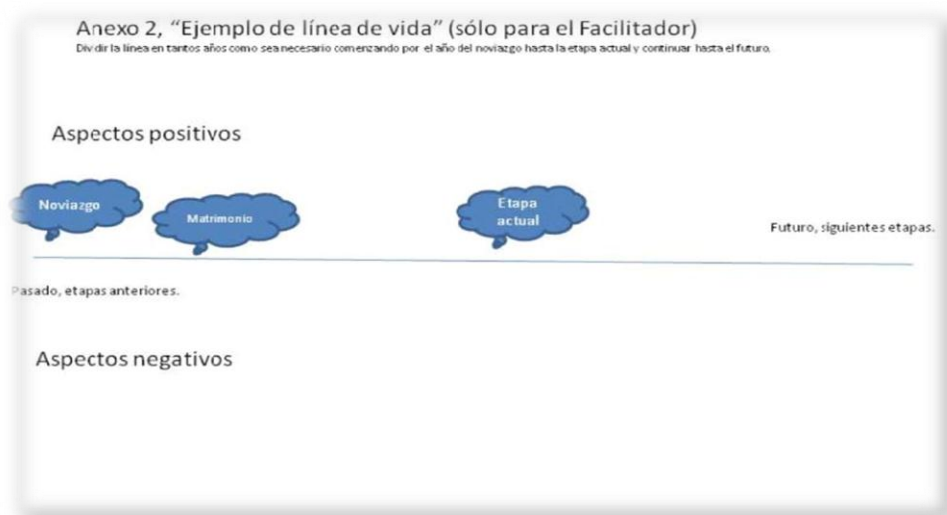 Anexo 2, “Ejemplo de línea de vida” (sólo para el Facilitador)
Dividir la línea en tantos años como sea necesario comenzando por el año del noviazgo hasta la etapa actual y continuar hasta el futuro.
Aspectos positivos
Noviazgo
Matrimonio
Etapa
actual
Futuro, siguientes etapas.
Pasado, etapas anteriores.
Aspectos negativos